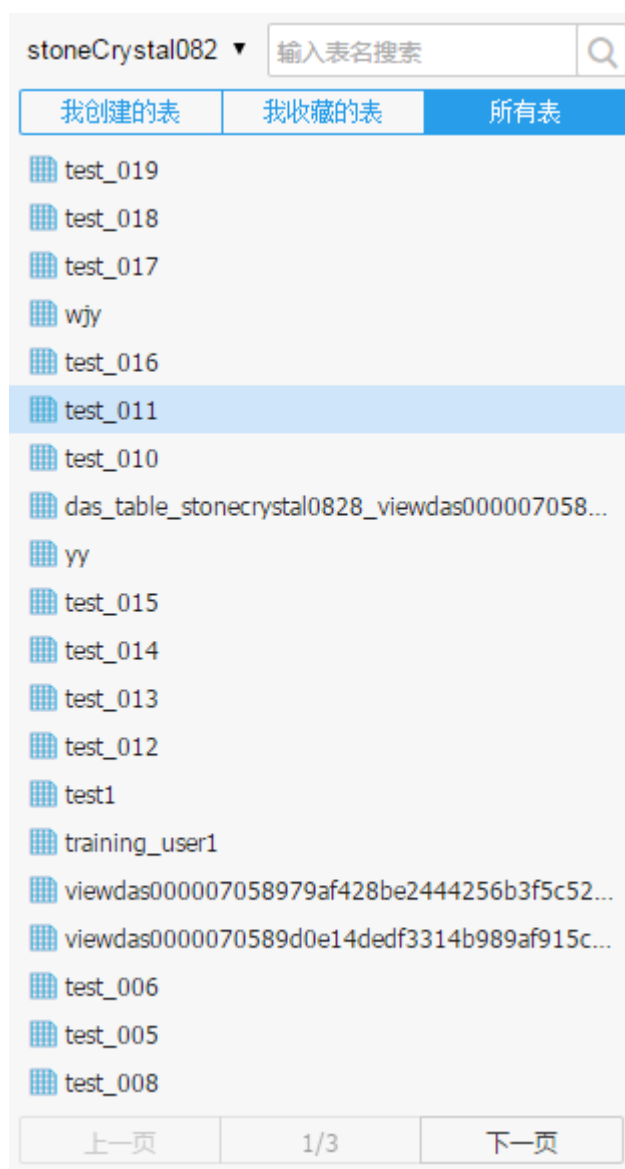 stoneCrystal082 ▼ 输入表名搜索
我创建的表 我收藏的表 所有表
test_019
test_018
test_017
wjy
test_016
test_011
test_010
das_table_stonecrystal0828_viewdas000007058...
yy
test_015
test_014
test_013
test_012
test1
training_user1
viewdas000007058979af428be2444256b3f5c52...
viewdas0000070589d0e14dedf3314b989af915c...
test_006
test_005
test_008
上一页 1/3 下一页